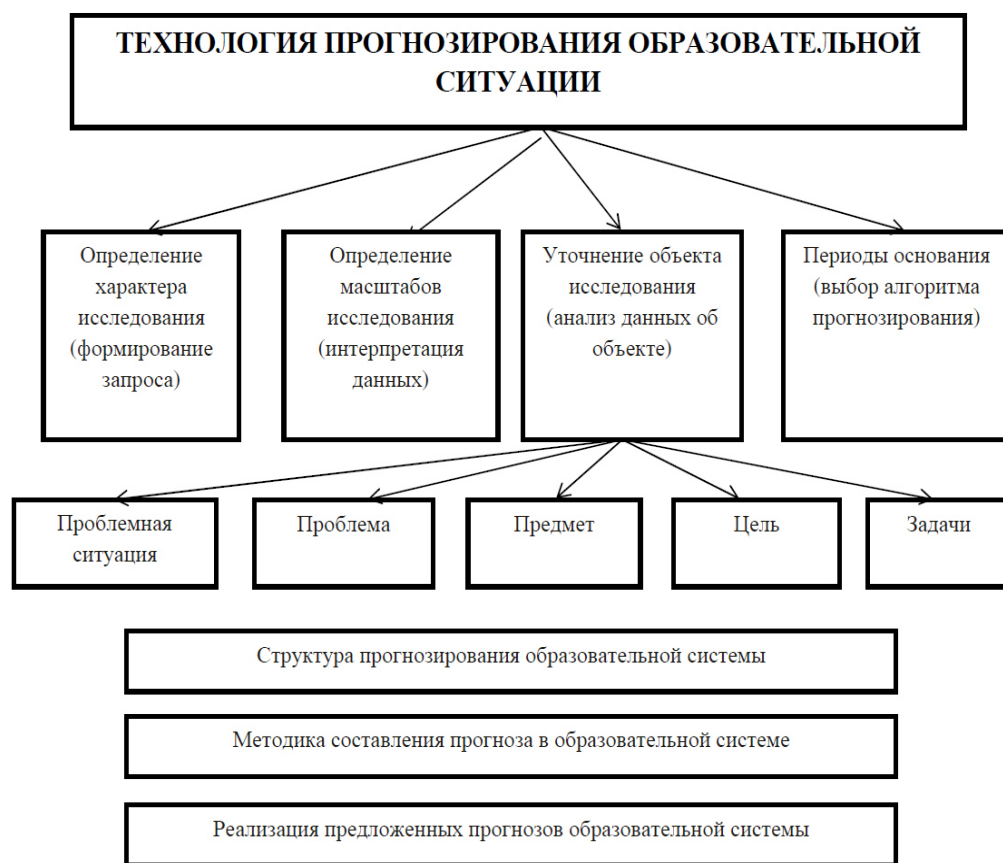 ТЕХНОЛОГИЯ ПРОГНОЗИРОВАНИЯ ОБРАЗОВАТЕЛЬНОЙ
СИТУАЦИИ
Определение
характера
исследования
(формирование
запроса)
Определение
масштабов
исследования
(интерпретация
данных)
Уточнение объекта
исследования
(анализ данных об
объекте)
Периоды основания
(выбор алгоритма
прогнозирования)
Проблемная
ситуация
Проблема
Предмет
Цель
Задачи
Структура прогнозирования образовательной системы
Методика составления прогноза в образовательной системе
Реализация предложенных прогнозов образовательной системы